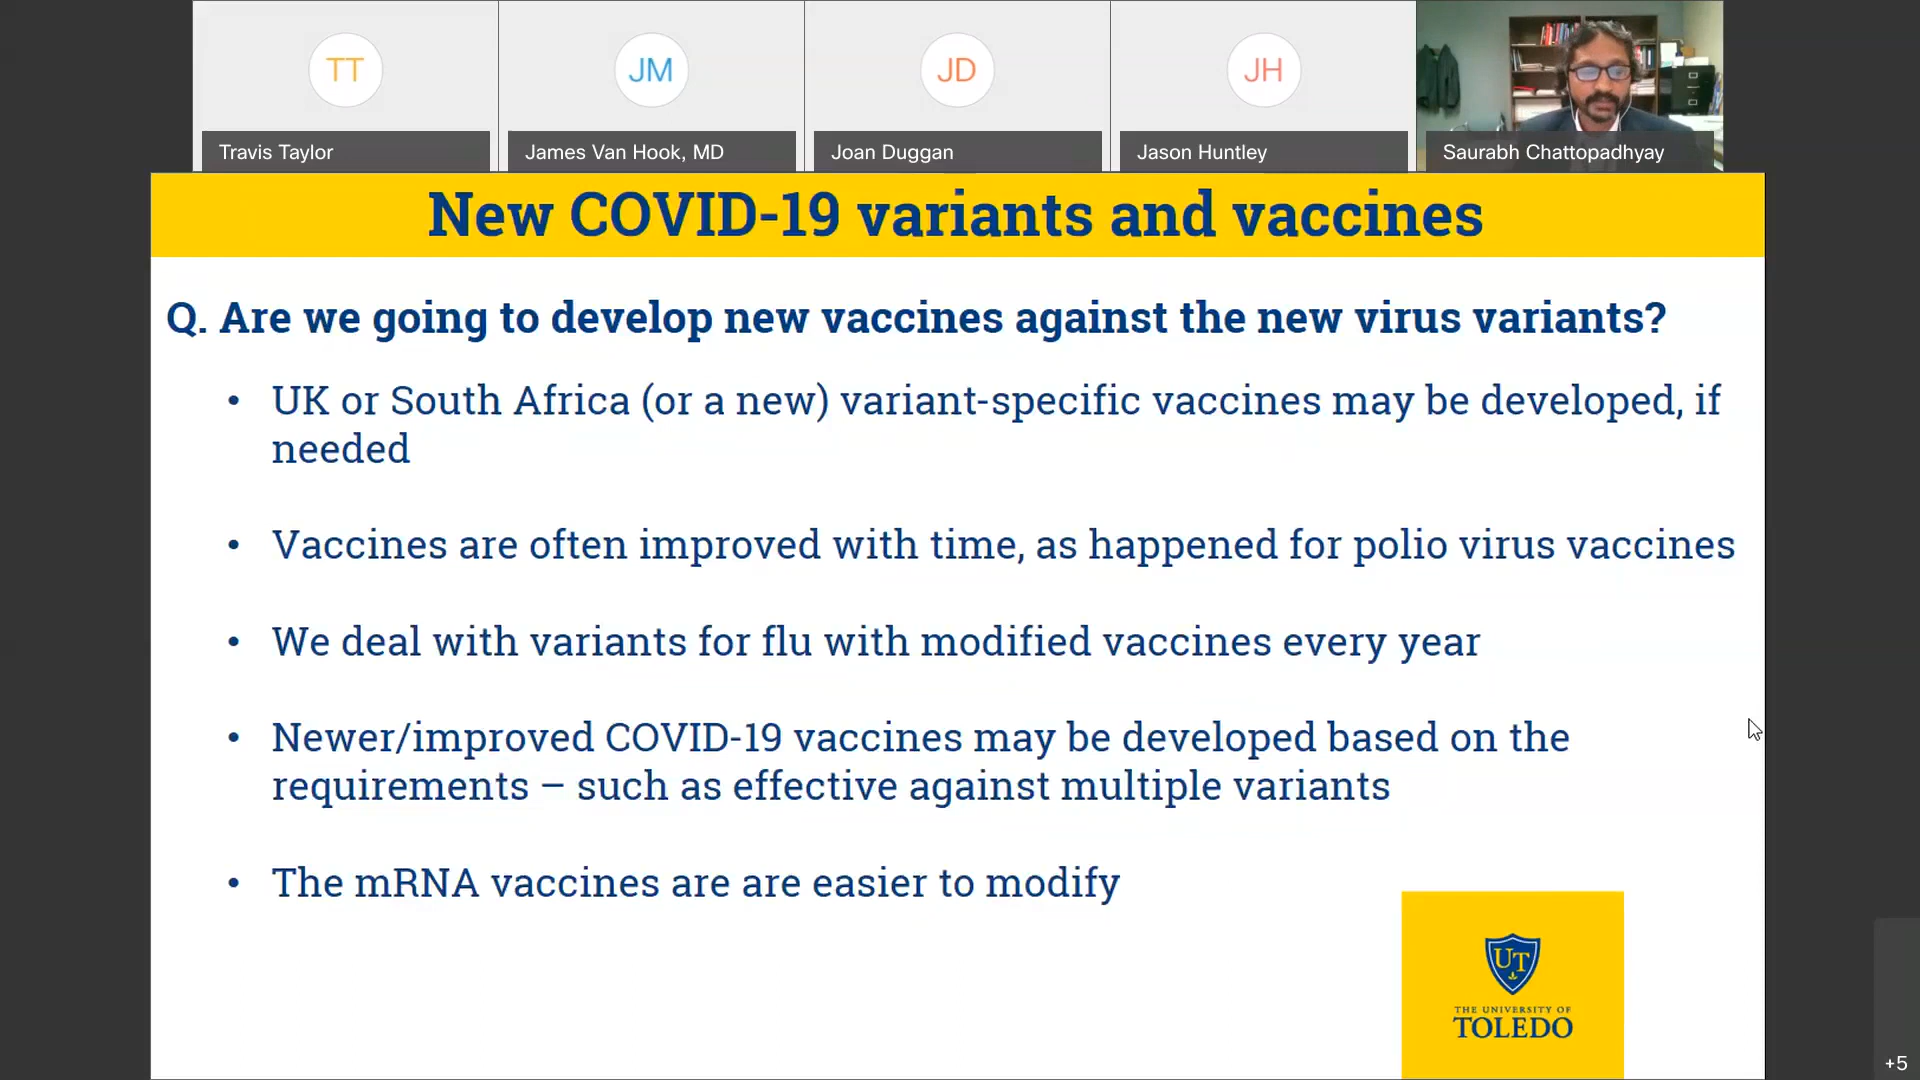 TT
JM
JD
JH
Travis Taylor
James Van Hook, MD
Joan Duggan
Jason Huntley
Saurabh Chattopadhyay
New COVID-19 variants and vaccines
Q. Are we going to develop new vaccines against the new virus variants?
• UK or South Africa (or a new) variant-specific vaccines may be developed, if
needed
• Vaccines are often improved with time, as happened for polio virus vaccines
• We deal with variants for flu with modified vaccines every year
• Newer/improved COVID-19 vaccines may be developed based on the
requirements – such as effective against multiple variants
• The mRNA vaccines are are easier to modify
UT
THE UNIVERSITY OF
TOLEDO
+5